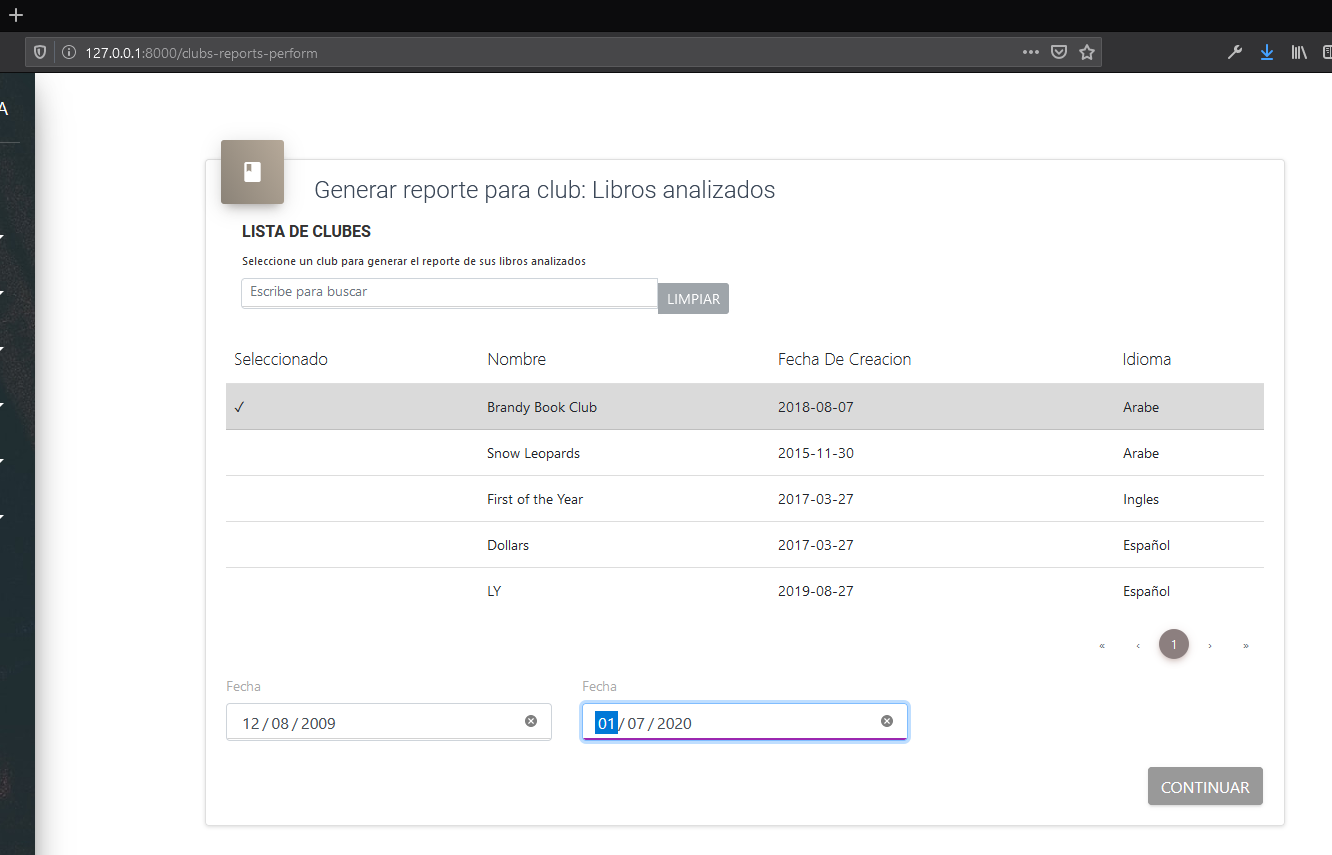 127.0.0.1:8000/clubs-reports-perform
A
Generar reporte para club: Libros analizados
LISTA DE CLUBES
Seleccione un club para generar el reporte de sus libros analizados
Escribe para buscar
LIMPIAR
Seleccionado Nombre Fecha De Creacion Idioma
✓ Brandy Book Club 2018-08-07 Arabe
Snow Leopards 2015-11-30 Arabe
First of the Year 2017-03-27 Ingles
Dollars 2017-03-27 Español
LY 2019-08-27 Español
« ‹ 1 › »
Fecha Fecha
12/08/2009 01/07/2020
CONTINUAR